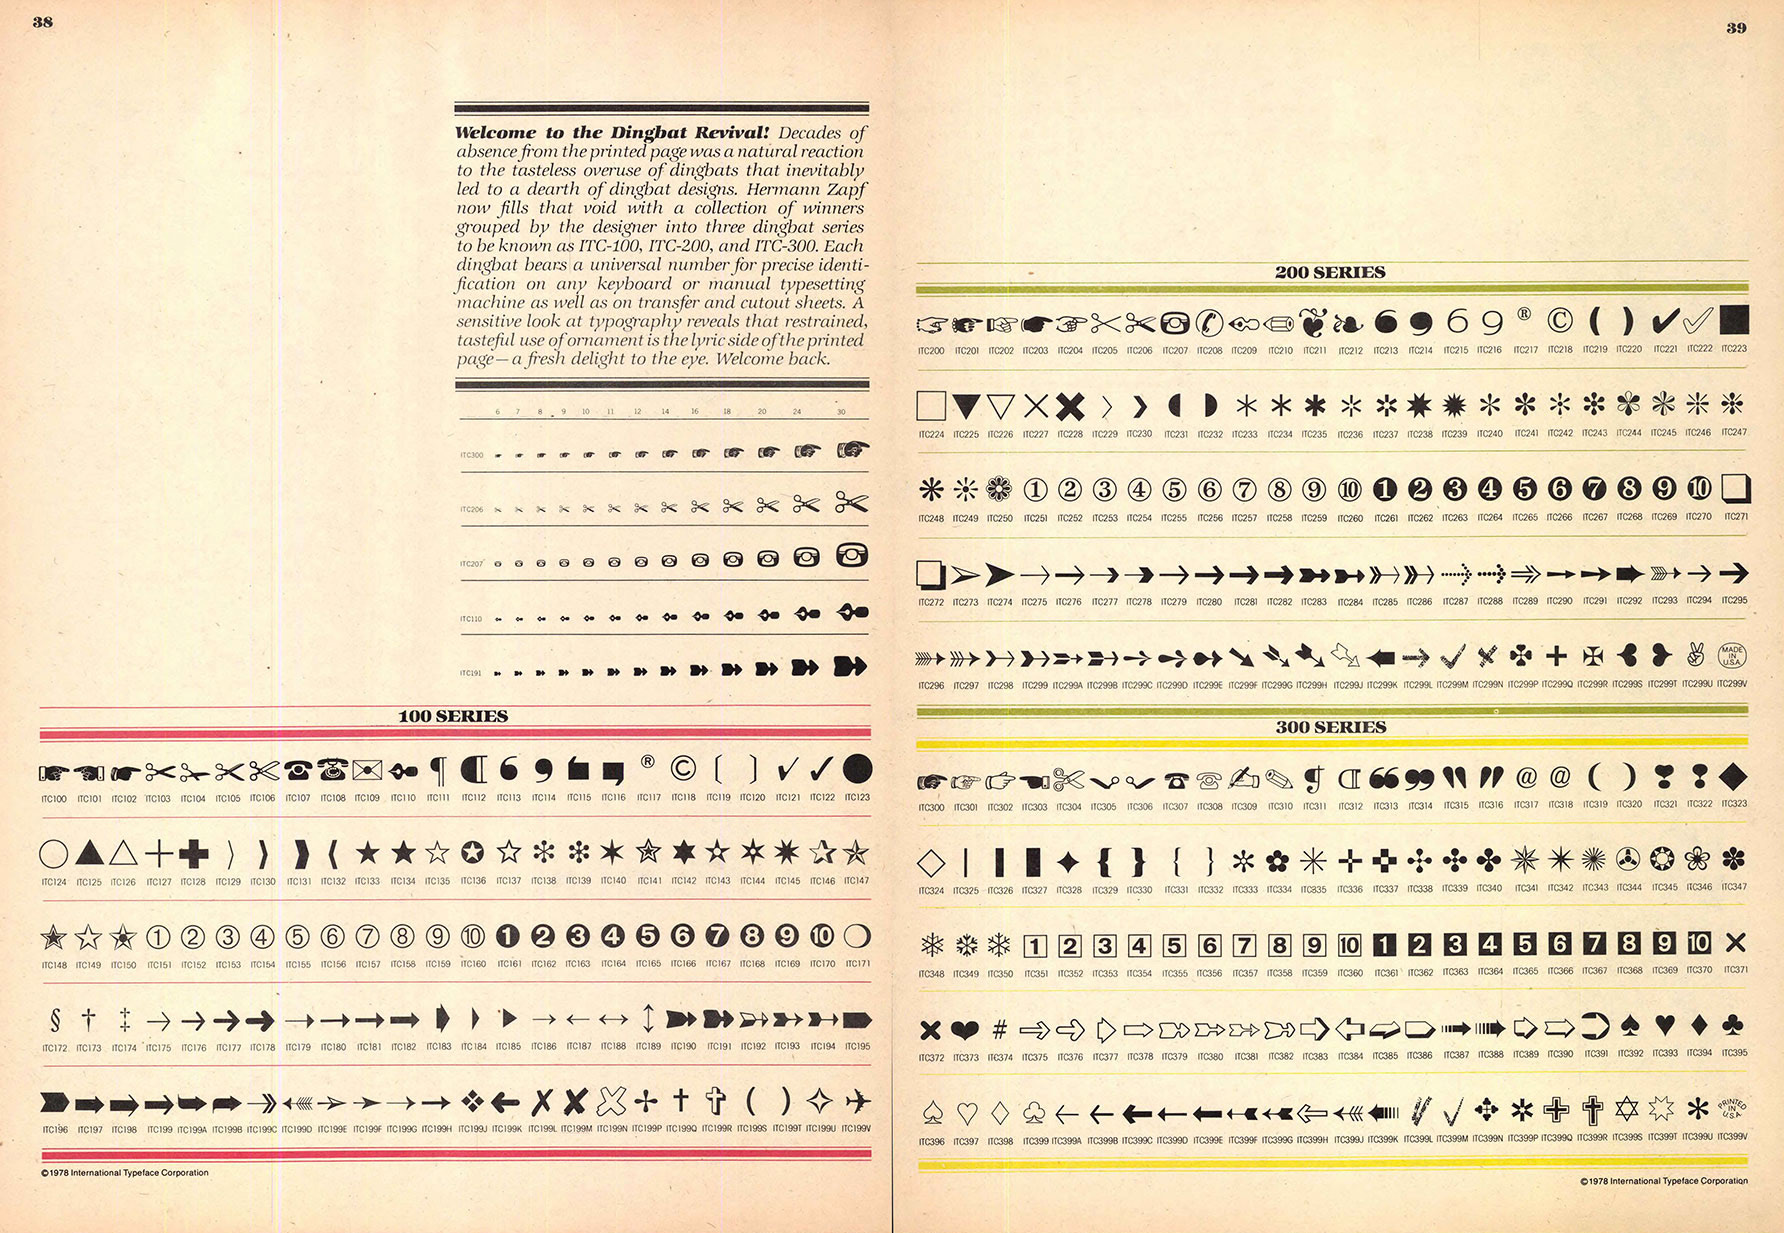 38
Welcome to the Dingbat Revival! Decades of
absence from the printed page was a natural reaction
to the tasteless overuse of dingbats that inevitably
led to a dearth of dingbat designs. Hermann Zapf
now fills that void with a collection of winners
grouped by the designer into three dingbat series
to be known as ITC-100, ITC-200, and ITC-300. Each
dingbat bears a universal number for precise identi-
fication on any keyboard or manual typesetting
machine as well as on transfer and cutout sheets. A
sensitive look at typography reveals that restrained,
tasteful use of ornament is the lyric side of the printed
page—a fresh delight to the eye. Welcome back.
6 7 8 9 10 11 12 14 16 18 20 24 30
ITC300
ITC206
ITC207
ITC110
ITC191
100 SERIES
¶ ® © [ ]
ITC100 ITC101 ITC102 ITC103 ITC104 ITC105 ITC106 ITC107 ITC108 ITC109 ITC110 ITC111 ITC112 ITC113 ITC114 ITC115 ITC116 ITC117 ITC118 ITC119 ITC120 ITC121 ITC122 ITC123
ITC124 ITC125 ITC126 ITC127 ITC128 ITC129 ITC130 ITC131 ITC132 ITC133 ITC134 ITC135 ITC136 ITC137 ITC138 ITC139 ITC140 ITC141 ITC142 ITC143 ITC144 ITC145 ITC146 ITC147
① ② ③ ④ ⑤ ⑥ ⑦ ⑧ ⑨ ⑩ ❶ ❷ ❸ ❹ ❺ ❻ ❼ ❽ ❾ ❿
ITC148 ITC149 ITC150 ITC151 ITC152 ITC153 ITC154 ITC155 ITC156 ITC157 ITC158 ITC159 ITC160 ITC161 ITC162 ITC163 ITC164 ITC165 ITC166 ITC167 ITC168 ITC169 ITC170 ITC171
§ † ‡
ITC172 ITC173 ITC174 ITC175 ITC176 ITC177 ITC178 ITC179 ITC180 ITC181 ITC182 ITC183 ITC184 ITC185 ITC186 ITC187 ITC188 ITC189 ITC190 ITC191 ITC192 ITC193 ITC194 ITC195
ITC196 ITC197 ITC198 ITC199 ITC199A ITC199B ITC199C ITC199D ITC199E ITC199F ITC199G ITC199H ITC199J ITC199K ITC199L ITC199M ITC199N ITC199P ITC199Q ITC199R ITC199S ITC199T ITC199U ITC199V
©1978 International Typeface Corporation
39
200 SERIES
® © ( )
ITC200 ITC201 ITC202 ITC203 ITC204 ITC205 ITC206 ITC207 ITC208 ITC209 ITC210 ITC211 ITC212 ITC213 ITC214 ITC215 ITC216 ITC217 ITC218 ITC219 ITC220 ITC221 ITC222 ITC223
ITC224 ITC225 ITC226 ITC227 ITC228 ITC229 ITC230 ITC231 ITC232 ITC233 ITC234 ITC235 ITC236 ITC237 ITC238 ITC239 ITC240 ITC241 ITC242 ITC243 ITC244 ITC245 ITC246 ITC247
① ② ③ ④ ⑤ ⑥ ⑦ ⑧ ⑨ ⑩ ❶ ❷ ❸ ❹ ❺ ❻ ❼ ❽ ❾ ❿
ITC248 ITC249 ITC250 ITC251 ITC252 ITC253 ITC254 ITC255 ITC256 ITC257 ITC258 ITC259 ITC260 ITC261 ITC262 ITC263 ITC264 ITC265 ITC266 ITC267 ITC268 ITC269 ITC270 ITC271
ITC272 ITC273 ITC274 ITC275 ITC276 ITC277 ITC278 ITC279 ITC280 ITC281 ITC282 ITC283 ITC284 ITC285 ITC286 ITC287 ITC288 ITC289 ITC290 ITC291 ITC292 ITC293 ITC294 ITC295
MADE IN U.S.A.
ITC296 ITC297 ITC298 ITC299 ITC299A ITC299B ITC299C ITC299D ITC299E ITC299F ITC299G ITC299H ITC299J ITC299K ITC299L ITC299M ITC299N ITC299P ITC299Q ITC299R ITC299S ITC299T ITC299U ITC299V
300 SERIES
@ @ ( )
ITC300 ITC301 ITC302 ITC303 ITC304 ITC305 ITC306 ITC307 ITC308 ITC309 ITC310 ITC311 ITC312 ITC313 ITC314 ITC315 ITC316 ITC317 ITC318 ITC319 ITC320 ITC321 ITC322 ITC323
{ } { }
ITC324 ITC325 ITC326 ITC327 ITC328 ITC329 ITC330 ITC331 ITC332 ITC333 ITC334 ITC835 ITC336 ITC337 ITC338 ITC339 ITC340 ITC341 ITC342 ITC343 ITC344 ITC345 ITC346 ITC347
1 2 3 4 5 6 7 8 9 10 1 2 3 4 5 6 7 8 9 10
ITC348 ITC349 ITC350 ITC351 ITC352 ITC353 ITC354 ITC355 ITC356 ITC357 ITC358 ITC359 ITC360 ITC361 ITC362 ITC363 ITC364 ITC365 ITC366 ITC367 ITC368 ITC369 ITC370 ITC371
#
ITC372 ITC373 ITC374 ITC375 ITC376 ITC377 ITC378 ITC379 ITC380 ITC381 ITC382 ITC383 ITC384 ITC385 ITC386 ITC387 ITC388 ITC389 ITC390 ITC391 ITC392 ITC393 ITC394 ITC395
PRINTED IN U.S.A.
ITC396 ITC397 ITC398 ITC399 ITC399A ITC399B ITC399C ITC399D ITC399E ITC399F ITC399G ITC399H ITC399J ITC399K ITC399L ITC399M ITC399N ITC399P ITC399Q ITC399R ITC399S ITC399T ITC399U ITC399V
©1978 International Typeface Corporation